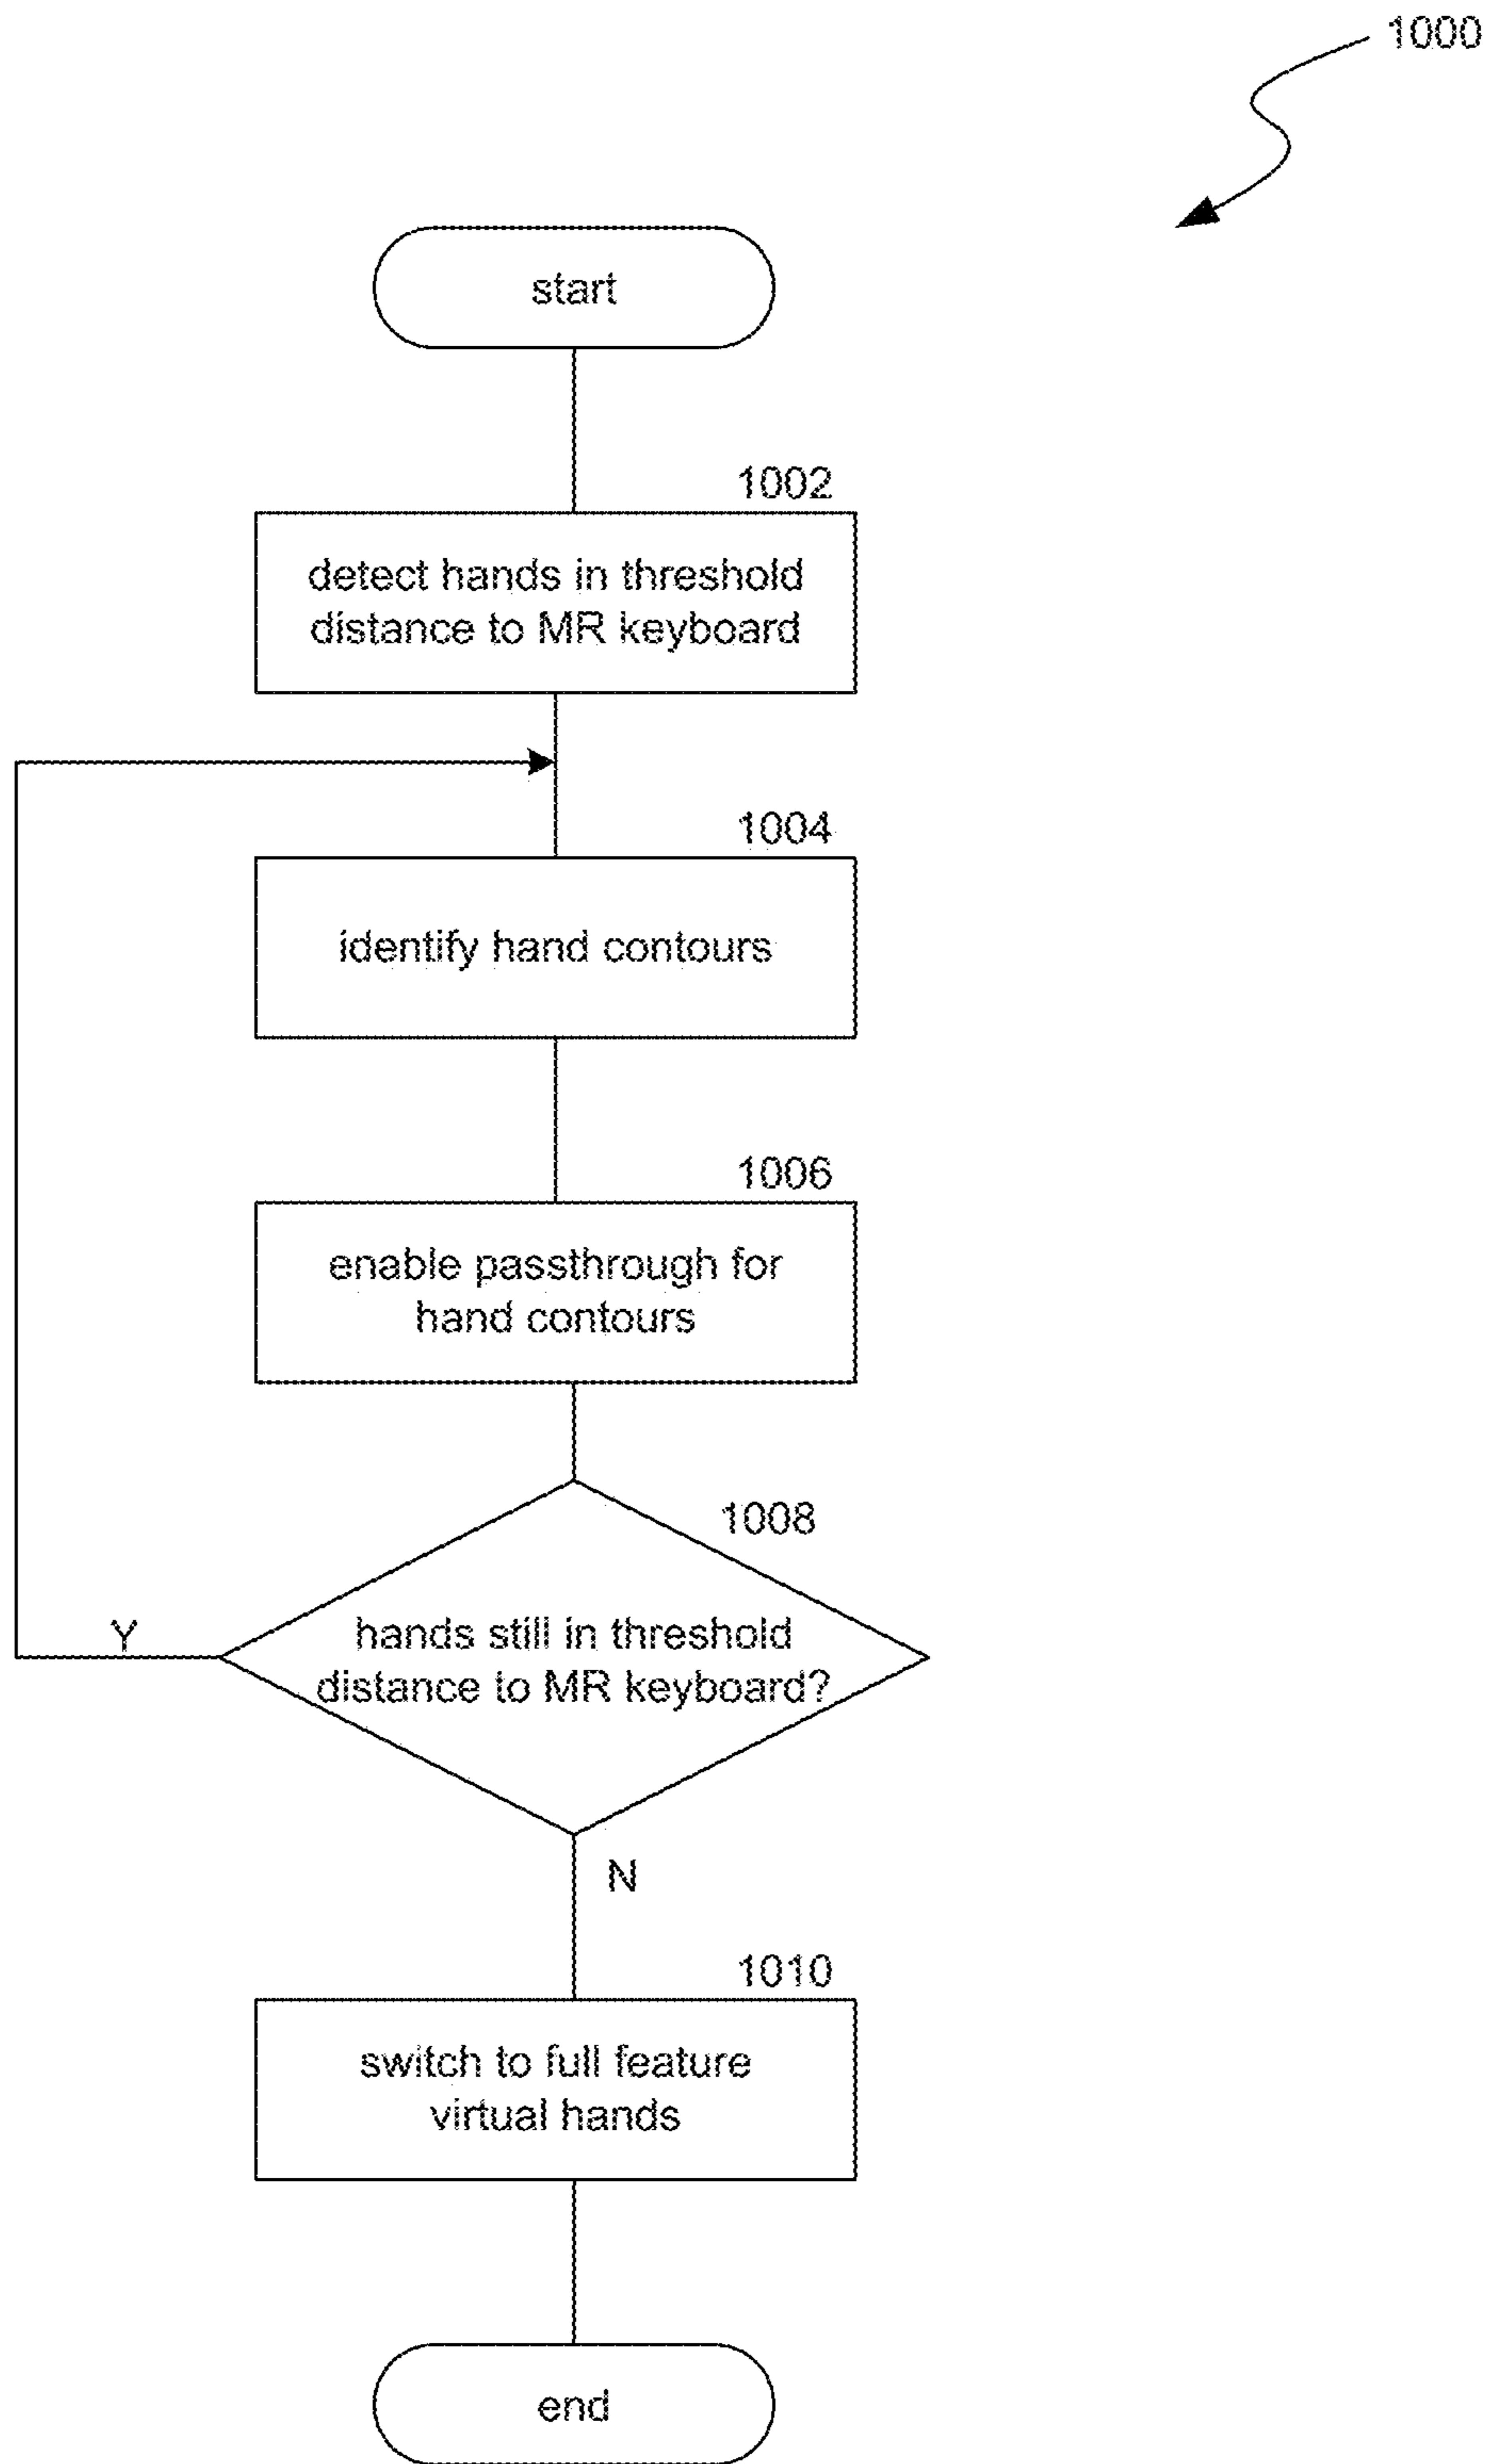 1000
start
1002
detect hands in threshold
distance to MR keyboard
1004
identify hand contours
1006
enable passthrough for
hand contours
1008
Y
hands still in threshold
distance to MR keyboard?
N
1010
switch to full feature
virtual hands
end